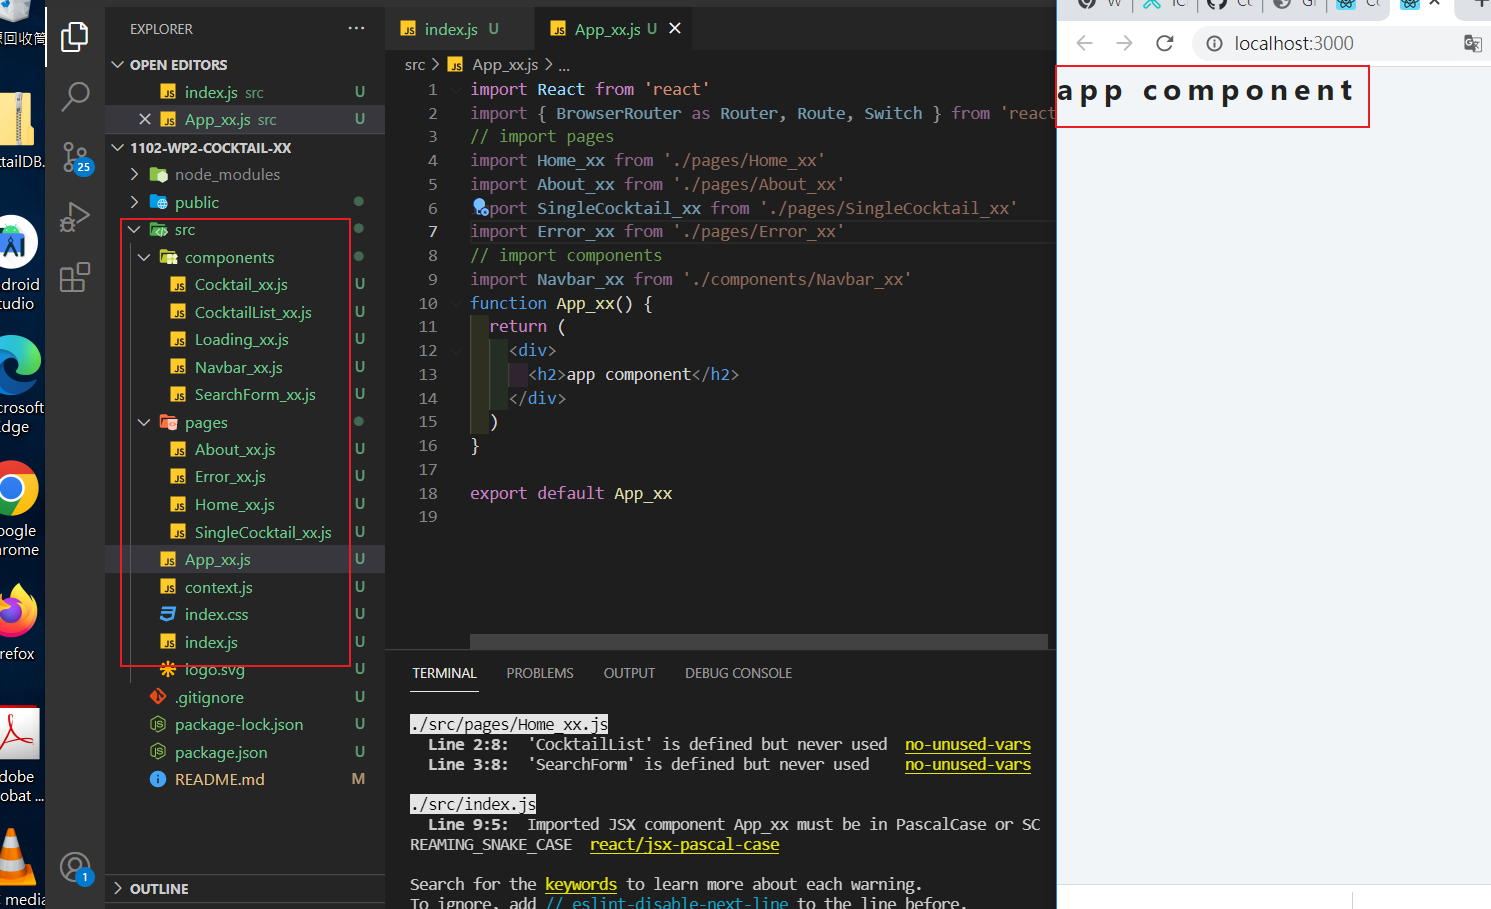 EXPLORER ...
OPEN EDITORS
index.js src U
App_xx.js src U
1102-WP2-COCKTAIL-XX
node_modules
public
src
components
Cocktail_xx.js U
CocktailList_xx.js U
Loading_xx.js U
Navbar_xx.js U
SearchForm_xx.js U
pages
About_xx.js U
Error_xx.js U
Home_xx.js U
SingleCocktail_xx.js U
App_xx.js U
context.js U
index.css U
index.js U
logo.svg U
.gitignore U
package-lock.json U
package.json U
README.md M
OUTLINE
25
1
index.js U
App_xx.js U
src > App_xx.js > ...
1 import React from 'react'
2 import { BrowserRouter as Router, Route, Switch } from 'react
3 // import pages
4 import Home_xx from './pages/Home_xx'
5 import About_xx from './pages/About_xx'
6 port SingleCocktail_xx from './pages/SingleCocktail_xx'
7 import Error_xx from './pages/Error_xx'
8 // import components
9 import Navbar_xx from './components/Navbar_xx'
10 function App_xx() {
11 return (
12 <div>
13 <h2>app component</h2>
14 </div>
15 )
16 }
17
18 export default App_xx
19
TERMINAL PROBLEMS OUTPUT DEBUG CONSOLE
./src/pages/Home_xx.js
Line 2:8: 'CocktailList' is defined but never used no-unused-vars
Line 3:8: 'SearchForm' is defined but never used no-unused-vars
./src/index.js
Line 9:5: Imported JSX component App_xx must be in PascalCase or SC
REAMING_SNAKE_CASE react/jsx-pascal-case
Search for the keywords to learn more about each warning.
To ignore, add // eslint-disable-next-line to the line before.
localhost:3000
app component
回收筒
tailDB.
droid
tudio
crosoft
Edge
oogle
hrome
refox
dobe
obat ...
media